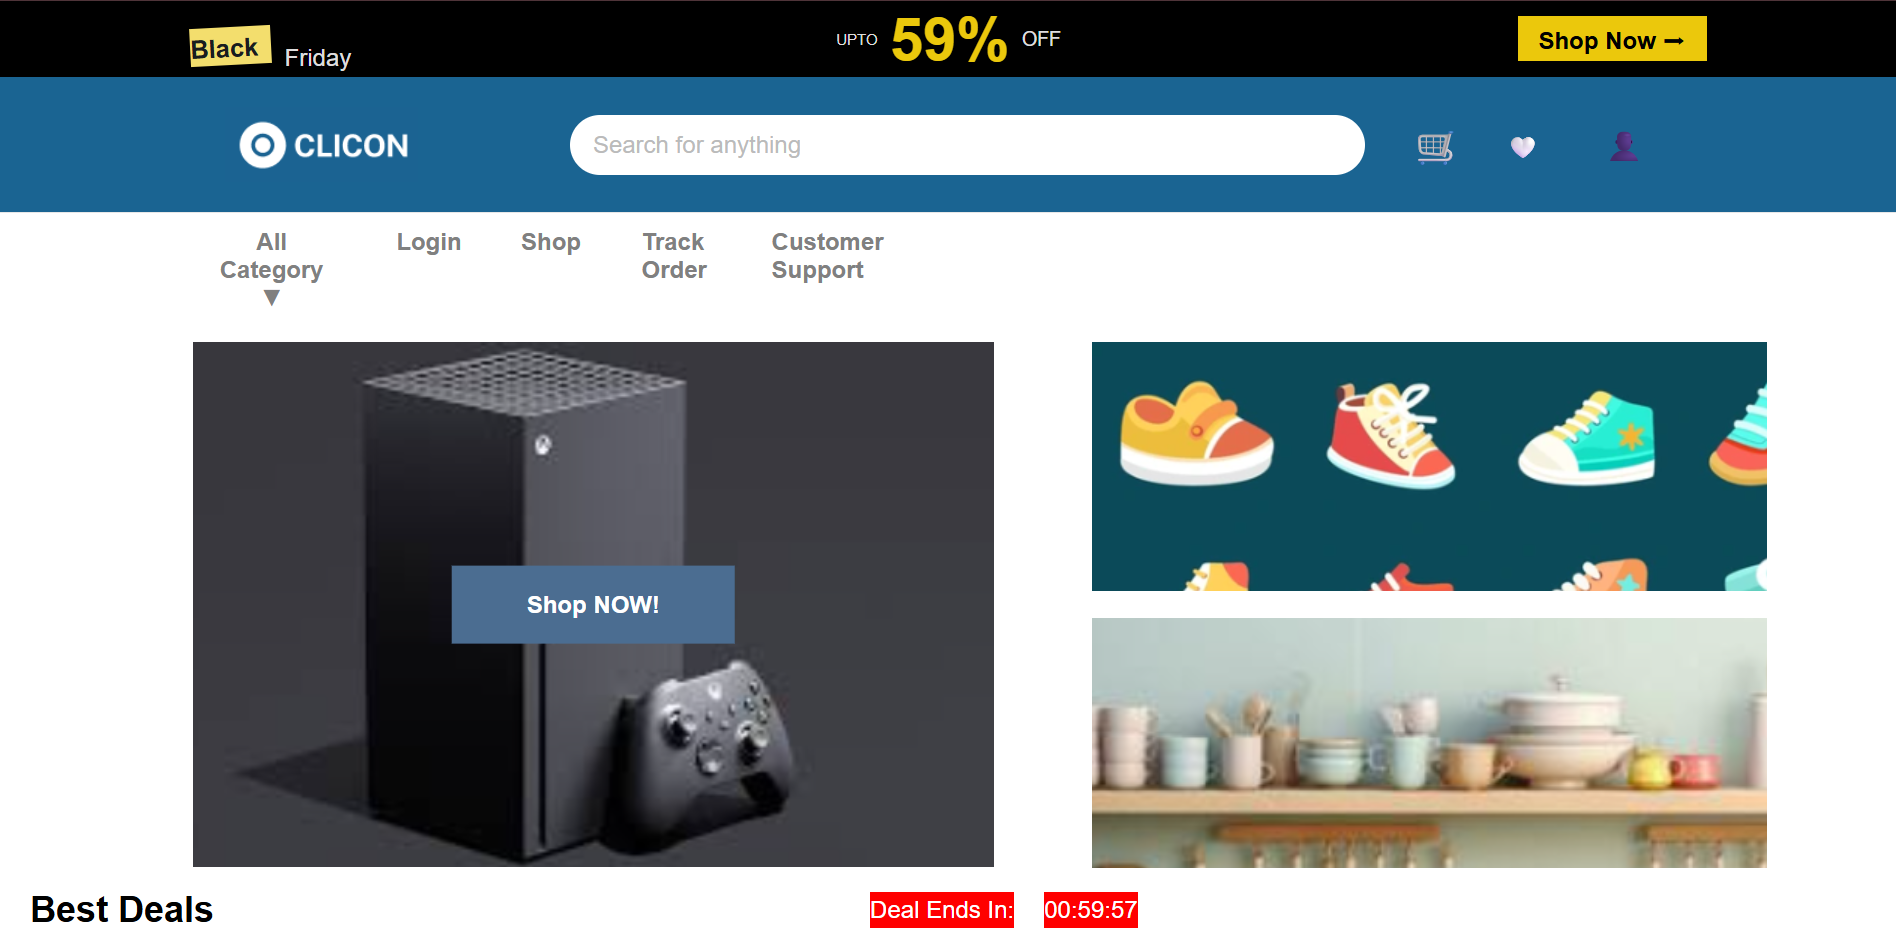 Black Friday
UPTO 59% OFF
Shop Now ➞
CLICON
Search for anything
All Category ▼
Login
Shop
Track Order
Customer Support
Shop NOW!
Best Deals
Deal Ends In: 00:59:57